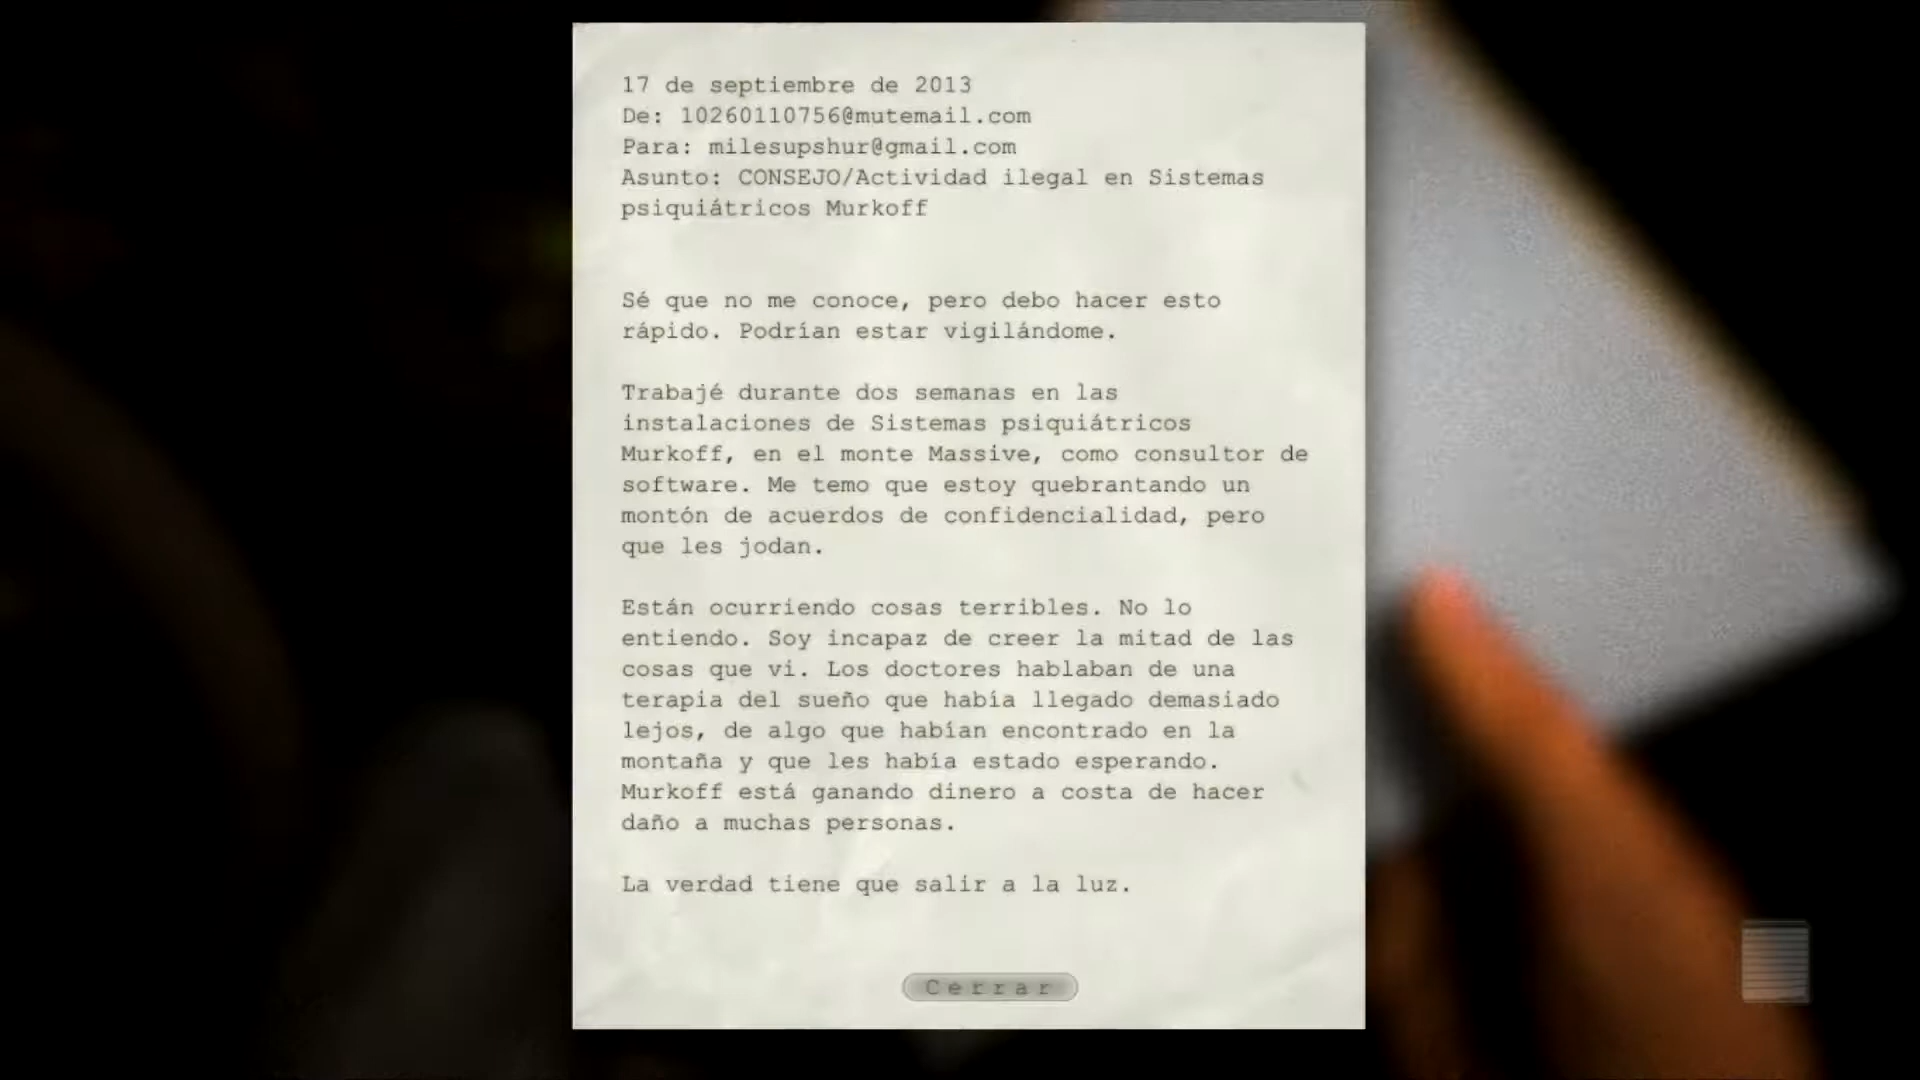 17 de septiembre de 2013
De: 10260110756@mutemail.com
Para: milesupshur@gmail.com
Asunto: CONSEJO/Actividad ilegal en Sistemas
psiquiátricos Murkoff
Sé que no me conoce, pero debo hacer esto
rápido. Podrían estar vigilándome.
Trabajé durante dos semanas en las
instalaciones de Sistemas psiquiátricos
Murkoff, en el monte Massive, como consultor de
software. Me temo que estoy quebrantando un
montón de acuerdos de confidencialidad, pero
que les jodan.
Están ocurriendo cosas terribles. No lo
entiendo. Soy incapaz de creer la mitad de las
cosas que vi. Los doctores hablaban de una
terapia del sueño que había llegado demasiado
lejos, de algo que habían encontrado en la
montaña y que les había estado esperando.
Murkoff está ganando dinero a costa de hacer
daño a muchas personas.
La verdad tiene que salir a la luz.
Cerrar